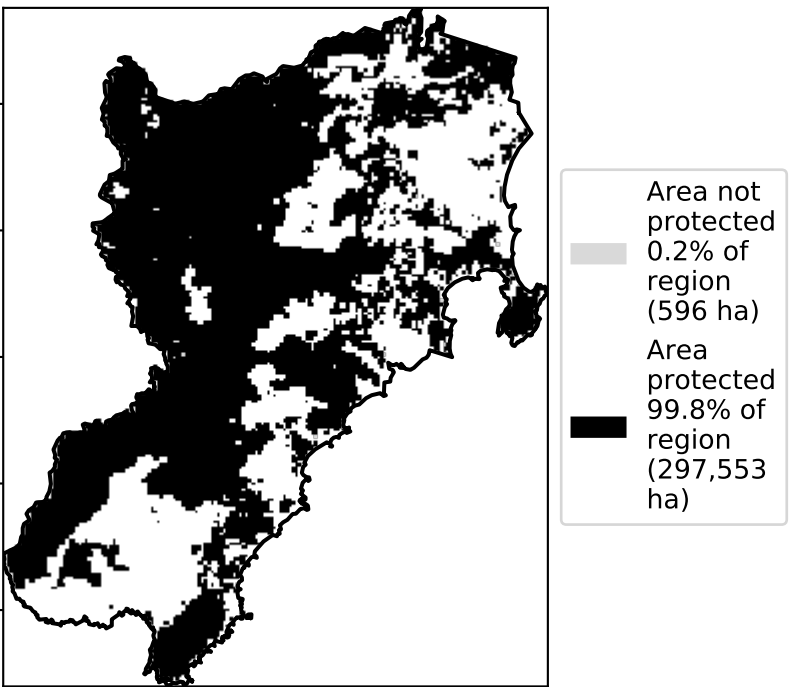 Area not
protected
0.2% of
region
(596 ha)
Area
protected
99.8% of
region
(297,553
ha)